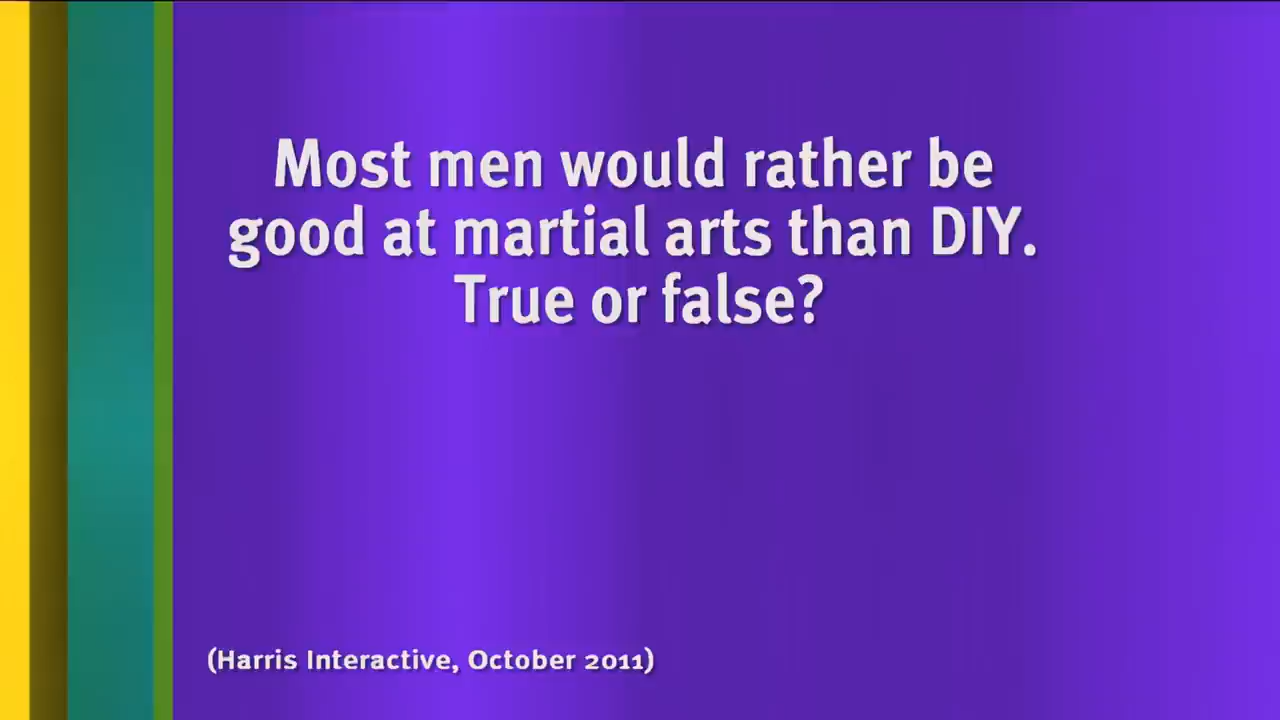 Most men would rather be
good at martial arts than DIY.
True or false?
(Harris Interactive, October 2011)